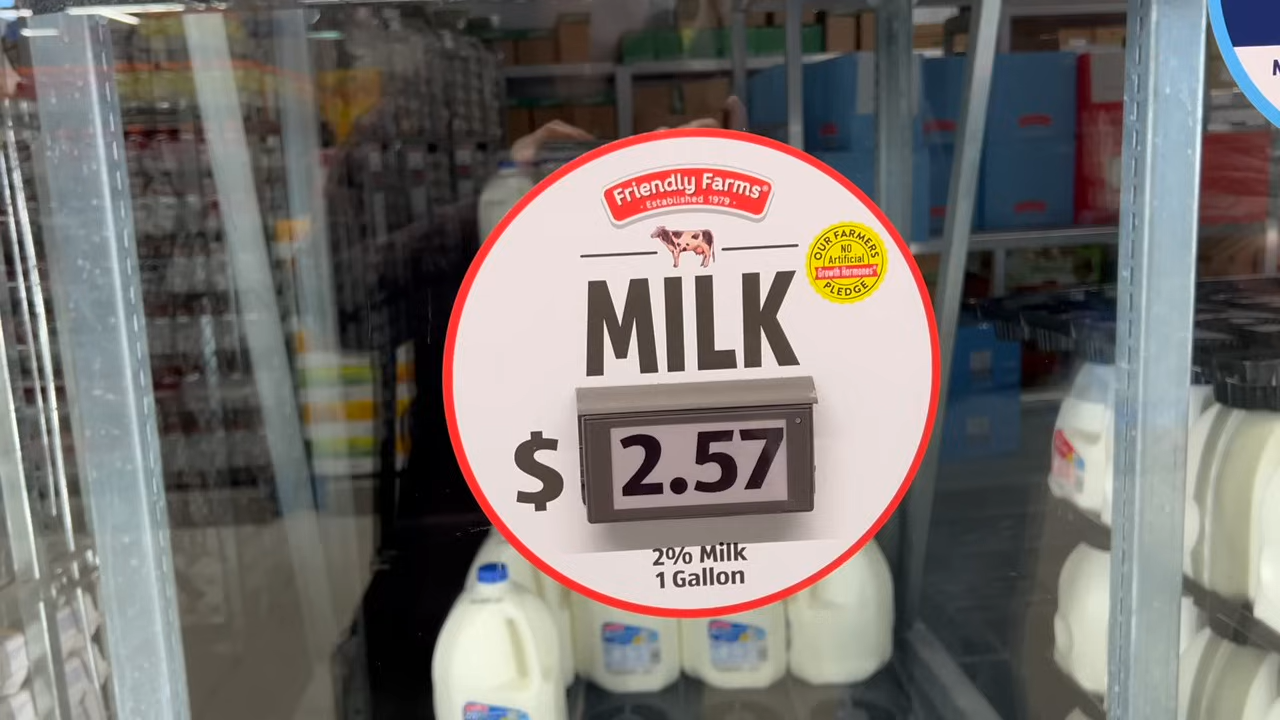 Friendly Farms®
· Established 1979 ·
OUR FARMERS
NO
Artificial
Growth Hormones*
PLEDGE
MILK
$ 2.57
2% Milk
1 Gallon